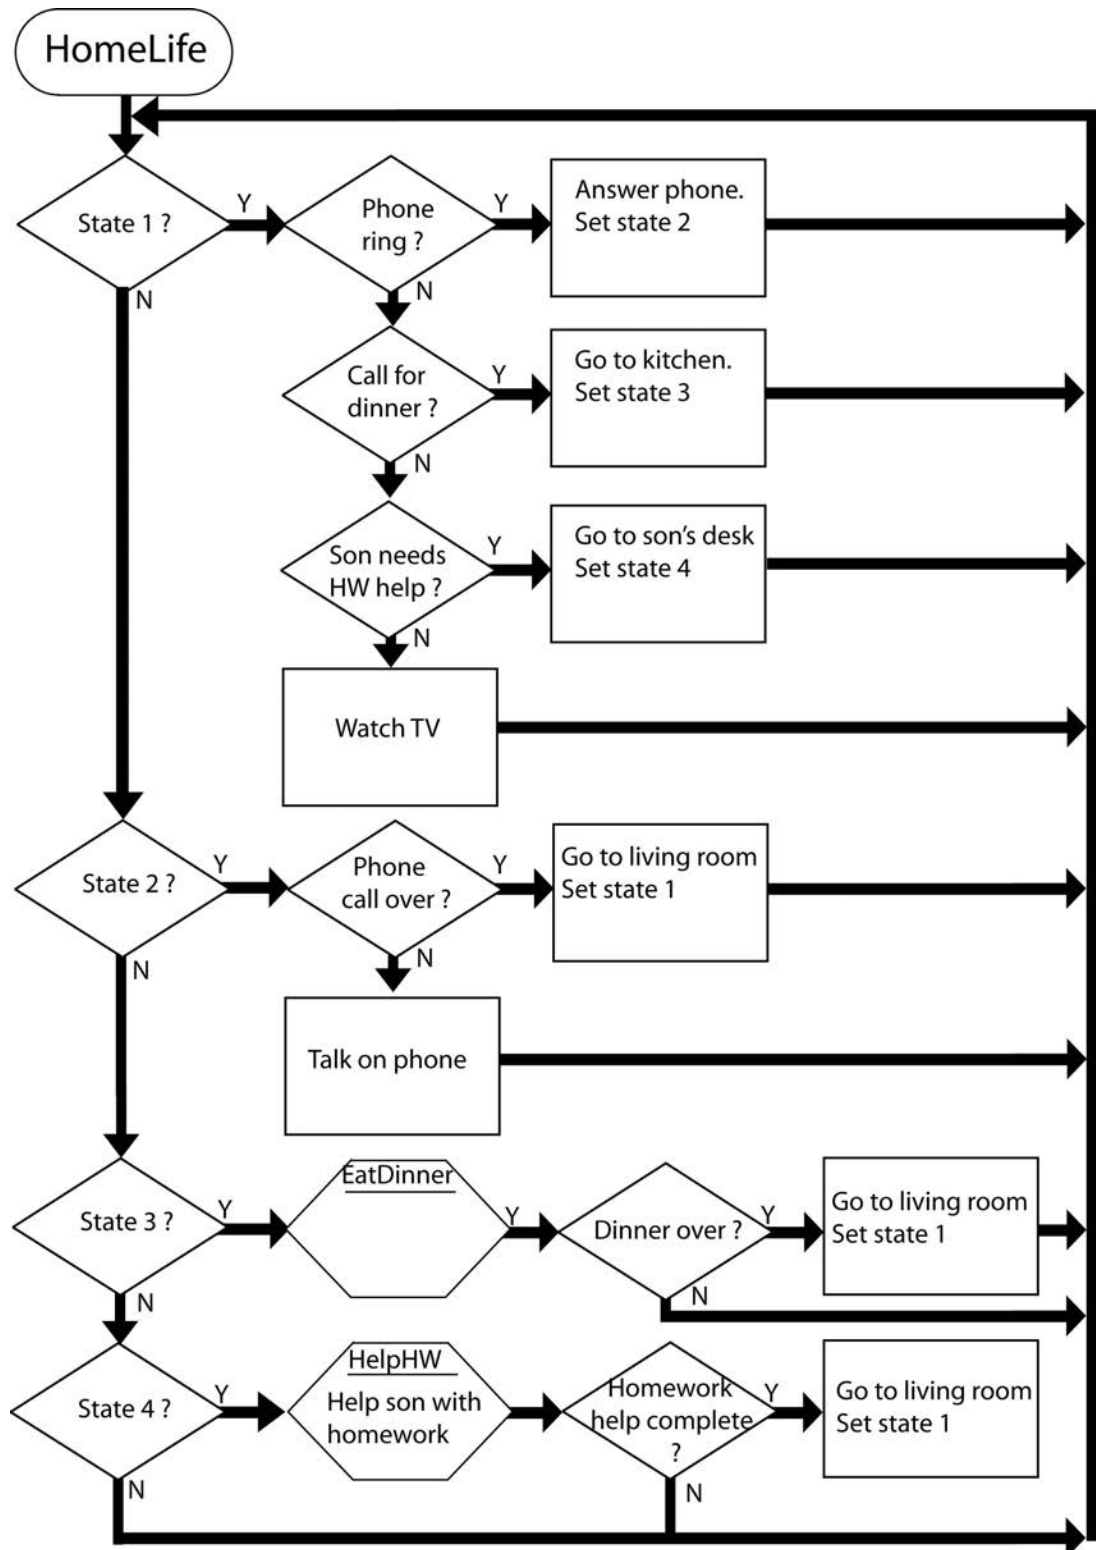 HomeLife
State 1 ?
Y
N
Phone
ring ?
Y
N
Answer phone.
Set state 2
Call for
dinner ?
Y
N
Go to kitchen.
Set state 3
Son needs
HW help ?
Y
N
Go to son's desk
Set state 4
Watch TV
State 2 ?
Y
N
Phone
call over ?
Y
N
Go to living room
Set state 1
Talk on phone
State 3 ?
Y
N
EatDinner
Y
Dinner over ?
Y
N
Go to living room
Set state 1
State 4 ?
Y
N
HelpHW
Help son with
homework
Homework
help complete
?
Y
N
Go to living room
Set state 1